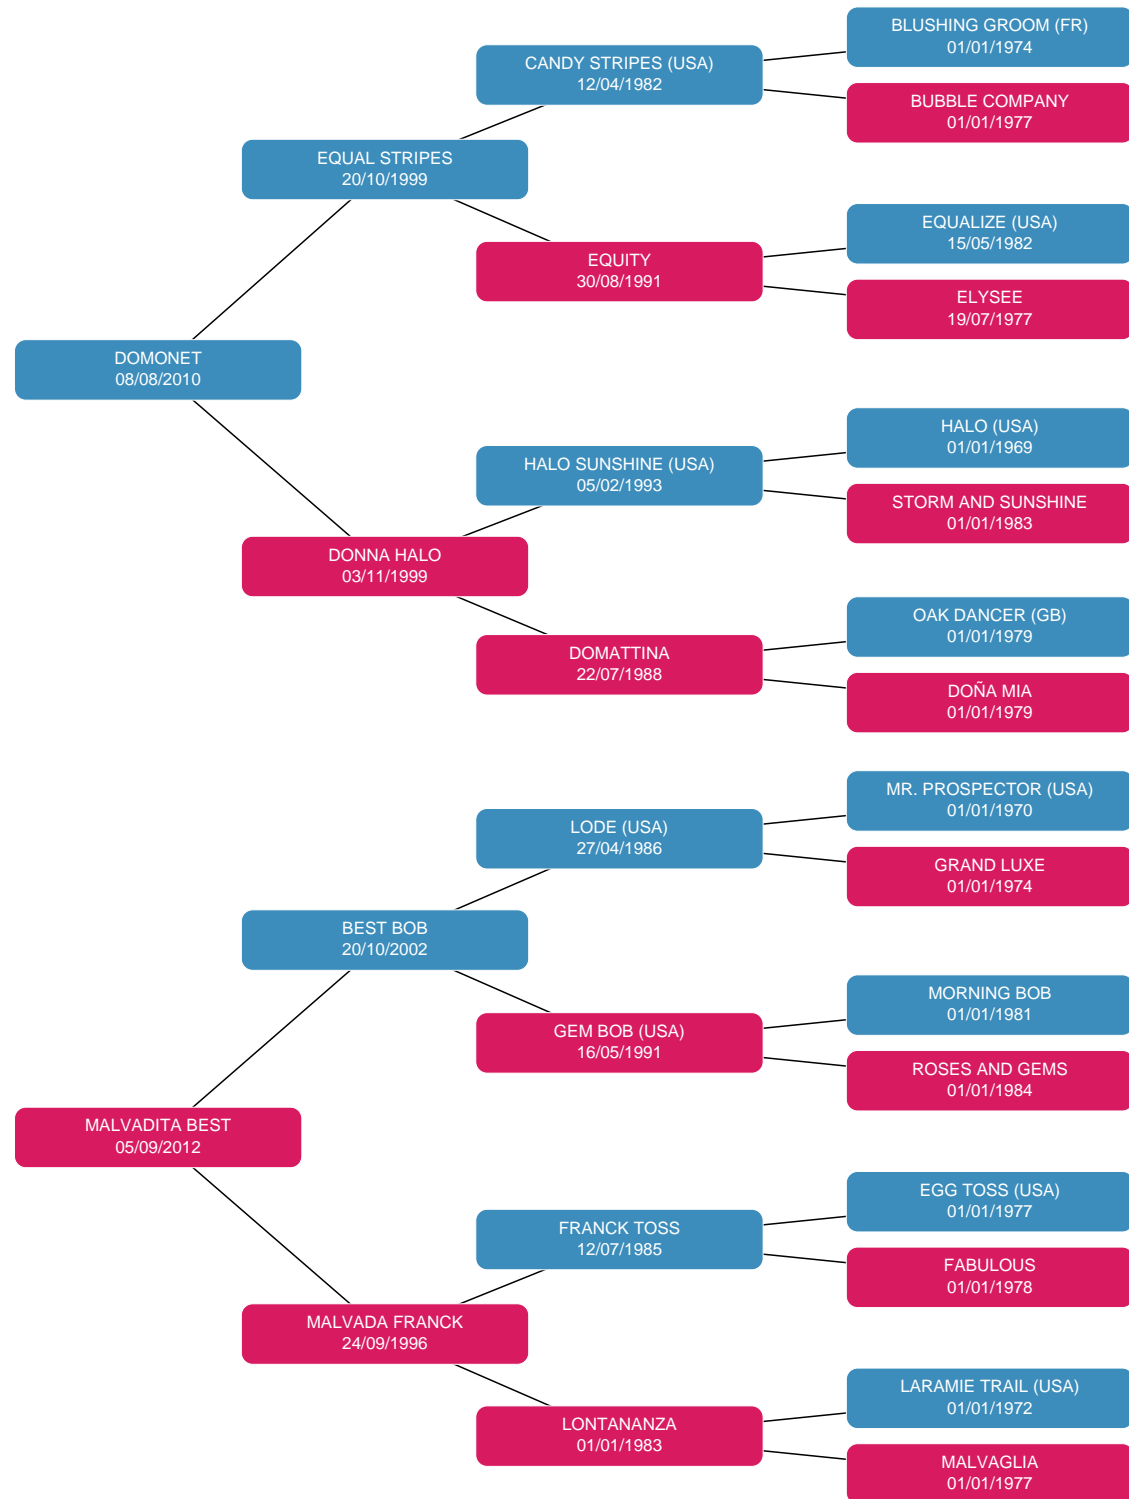 BLUSHING GROOM (FR)
01/01/1974
CANDY STRIPES (USA)
12/04/1982
BUBBLE COMPANY
01/01/1977
EQUAL STRIPES
20/10/1999
EQUALIZE (USA)
15/05/1982
EQUITY
30/08/1991
ELYSEE
19/07/1977
DOMONET
08/08/2010
HALO (USA)
01/01/1969
HALO SUNSHINE (USA)
05/02/1993
STORM AND SUNSHINE
01/01/1983
DONNA HALO
03/11/1999
OAK DANCER (GB)
01/01/1979
DOMATTINA
22/07/1988
DOÑA MIA
01/01/1979
MR. PROSPECTOR (USA)
01/01/1970
LODE (USA)
27/04/1986
GRAND LUXE
01/01/1974
BEST BOB
20/10/2002
MORNING BOB
01/01/1981
GEM BOB (USA)
16/05/1991
ROSES AND GEMS
01/01/1984
MALVADITA BEST
05/09/2012
EGG TOSS (USA)
01/01/1977
FRANCK TOSS
12/07/1985
FABULOUS
01/01/1978
MALVADA FRANCK
24/09/1996
LARAMIE TRAIL (USA)
01/01/1972
LONTANANZA
01/01/1983
MALVAGLIA
01/01/1977